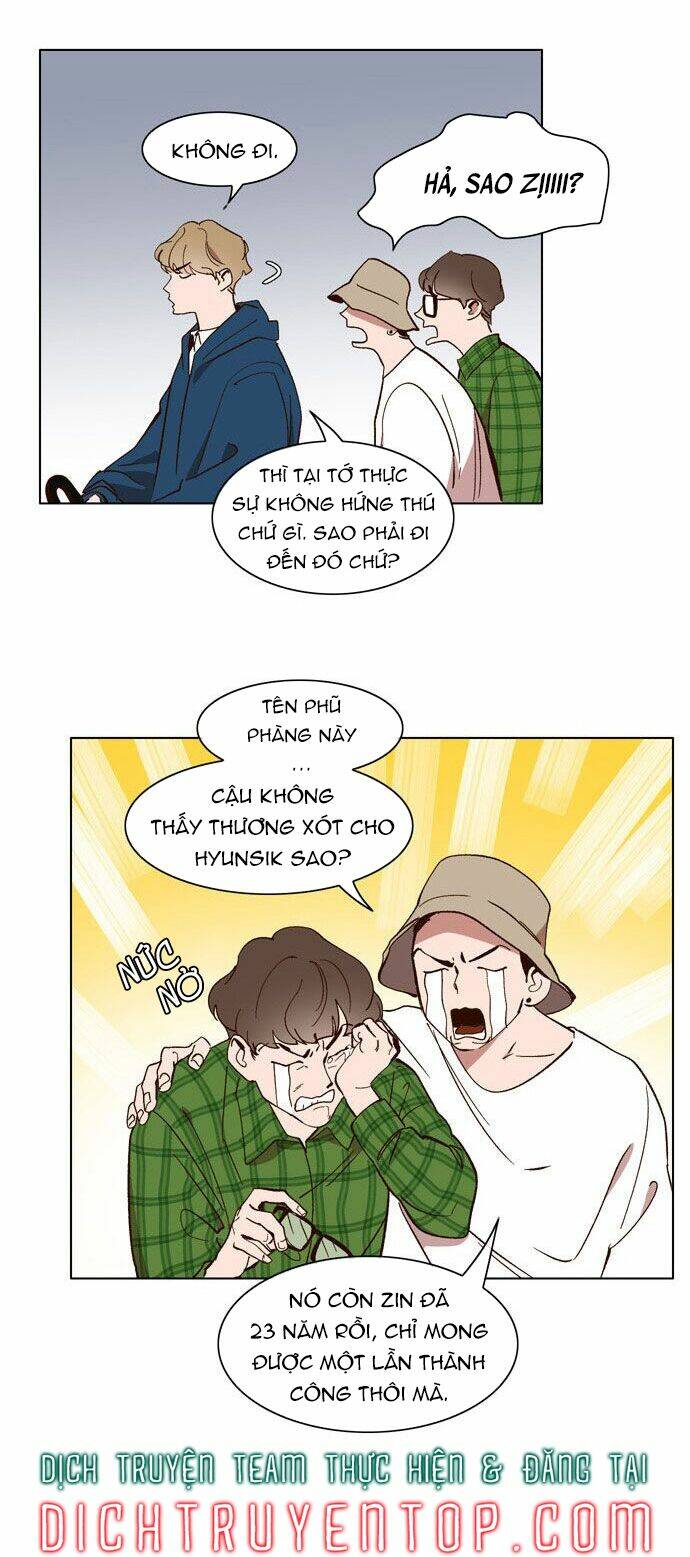 KHÔNG ĐI.
HẢ, SAO ZỊIIIII?
THÌ TẠI TỚ THỰC
SỰ KHÔNG HỨNG THÚ
CHỨ GÌ. SAO PHẢI ĐI
ĐẾN ĐÓ CHỨ?
TÊN PHŨ
PHÀNG NÀY
...
CẬU KHÔNG
THẤY THƯƠNG XÓT CHO
HYUNSIK SAO?
NỨC
NỞ
NÓ CÒN ZIN ĐÃ
23 NĂM RỒI, CHỈ MONG
ĐƯỢC MỘT LẦN THÀNH
CÔNG THÔI MÀ.
DỊCH TRUYỆN TEAM THỰC HIỆN & ĐĂNG TẠI
DICHTRUYENTOP.COM